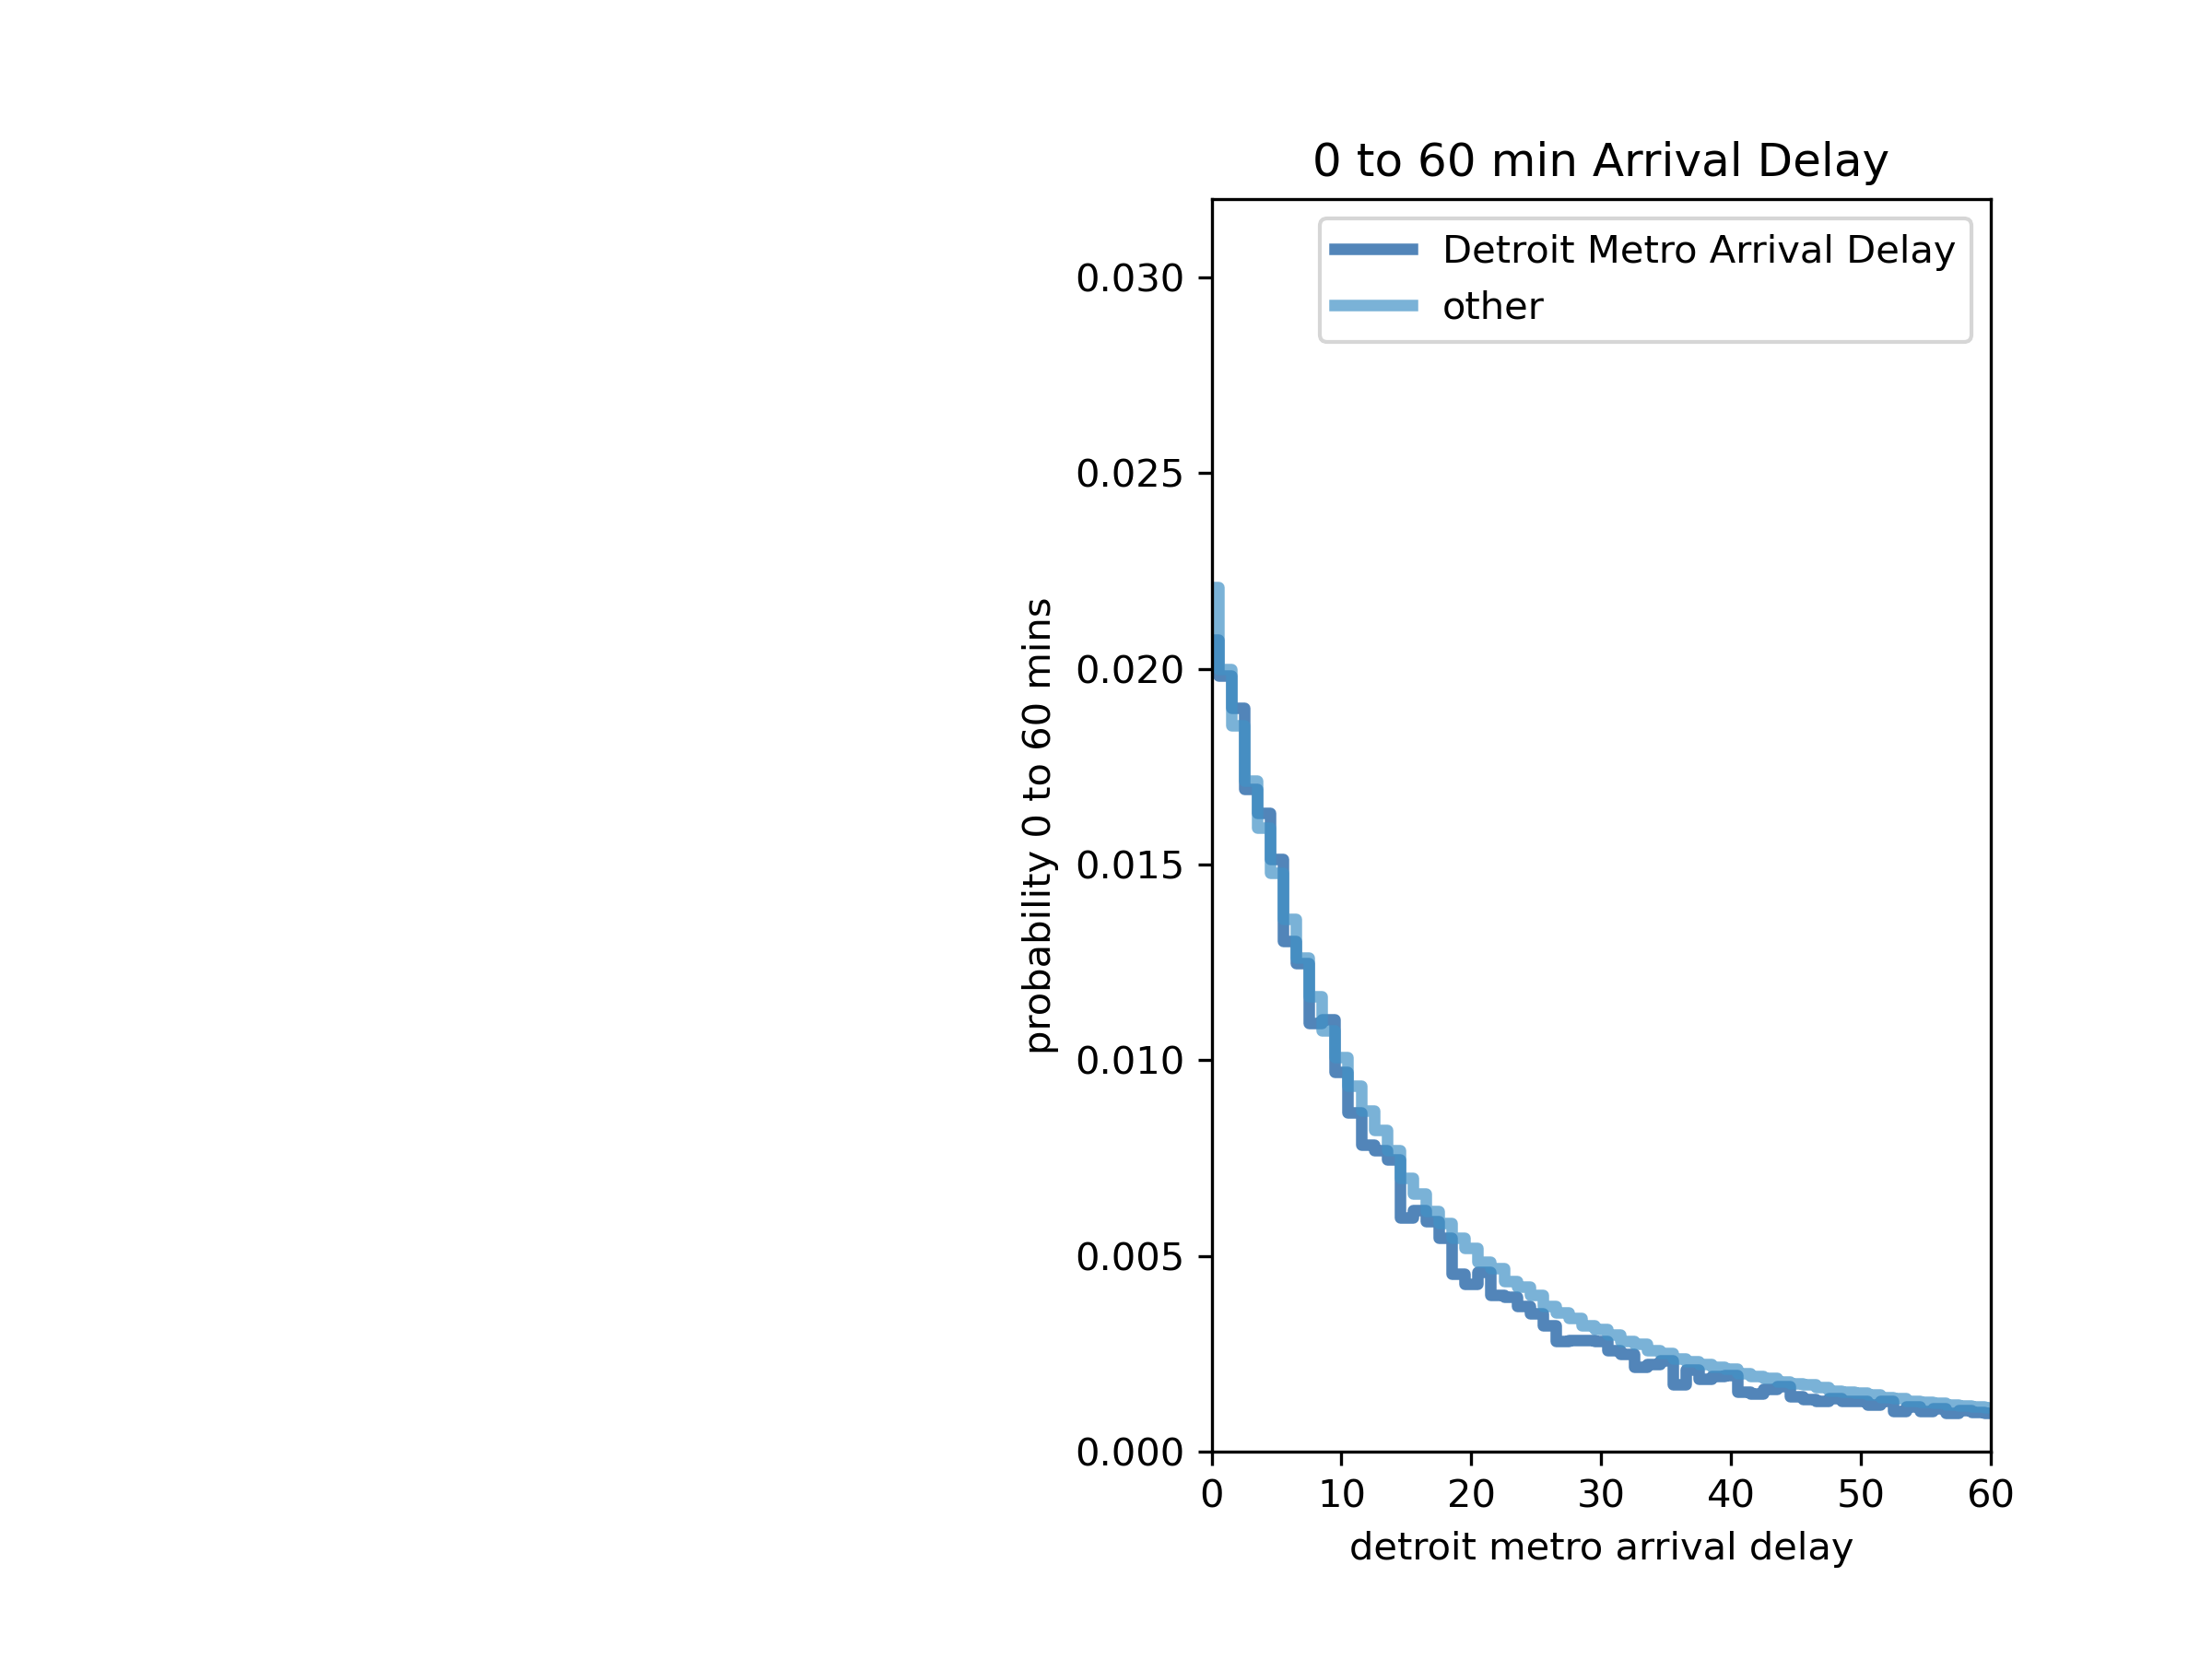 0 to 60 min Arrival Delay
Detroit Metro Arrival Delay
other
probability 0 to 60 mins
0.030
0.025
0.020
0.015
0.010
0.005
0.000
0 10 20 30 40 50 60
detroit metro arrival delay